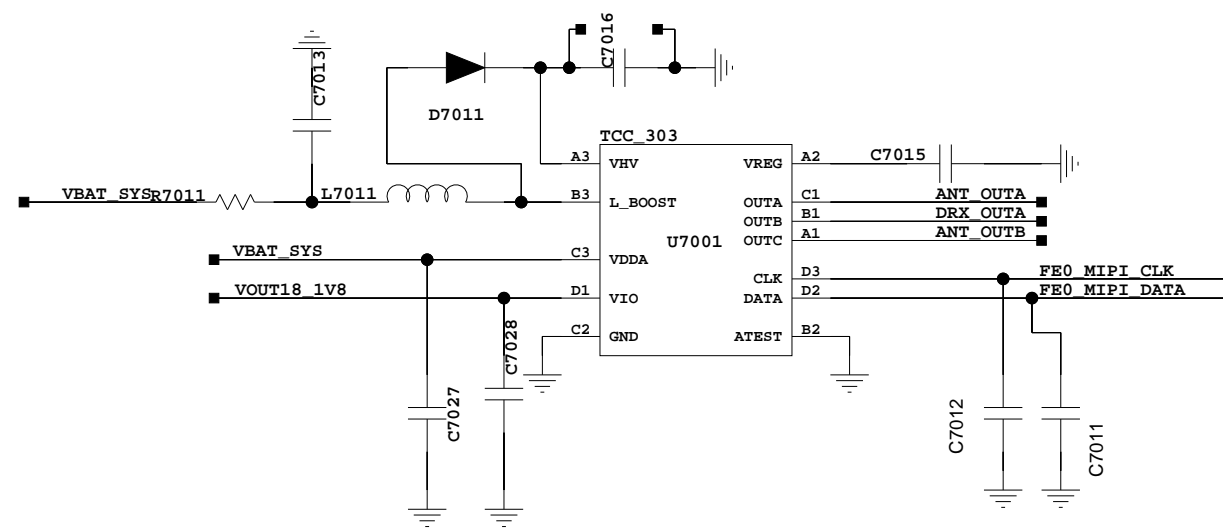 C7016
C7013
D7011
TCC_303
A3 VHV VREG A2 C7015
VBAT_SYS R7011 L7011 B3 L_BOOST OUTA C1 ANT_OUTA
OUTB B1 DRX_OUTA
U7001 OUTC A1 ANT_OUTB
VBAT_SYS C3 VDDA
CLK D3 FE0_MIPI_CLK
VOUT18_1V8 D1 VIO DATA D2 FE0_MIPI_DATA
C2 GND ATEST B2
C7028
C7027
C7012
C7011